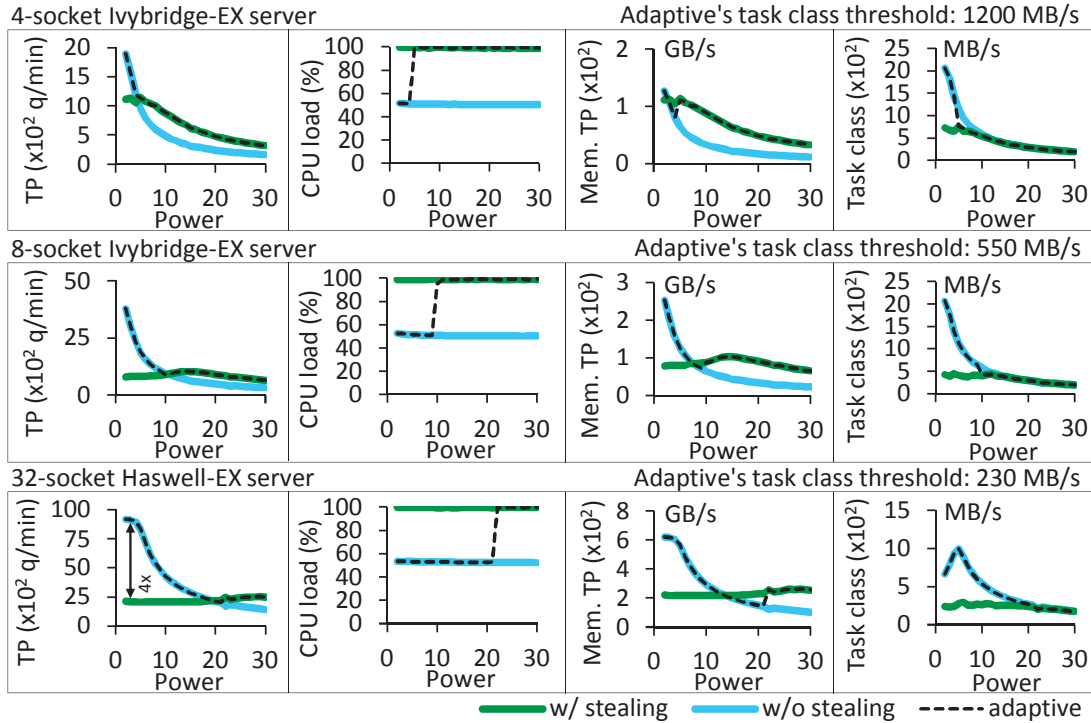 4-socket Ivybridge-EX server
Adaptive's task class threshold: 1200 MB/s
TP (x10² q/min)
20
15
10
5
0
0 10 20 30
Power
CPU load (%)
100
80
60
40
20
0
0 10 20 30
Power
Mem. TP (x10²)
GB/s
2
1
0
0 10 20 30
Power
Task class (x10²)
MB/s
25
20
15
10
5
0
0 10 20 30
Power
8-socket Ivybridge-EX server
Adaptive's task class threshold: 550 MB/s
TP (x10² q/min)
50
25
0
0 10 20 30
Power
CPU load (%)
100
80
60
40
20
0
0 10 20 30
Power
Mem. TP (x10²)
GB/s
3
2
1
0
0 10 20 30
Power
Task class (x10²)
MB/s
25
20
15
10
5
0
0 10 20 30
Power
32-socket Haswell-EX server
Adaptive's task class threshold: 230 MB/s
TP (x10² q/min)
100
75
50
25
0
4x
0 10 20 30
Power
CPU load (%)
100
80
60
40
20
0
0 10 20 30
Power
Mem. TP (x10²)
GB/s
8
6
4
2
0
0 10 20 30
Power
Task class (x10²)
MB/s
15
10
5
0
0 10 20 30
Power
w/ stealing w/o stealing adaptive